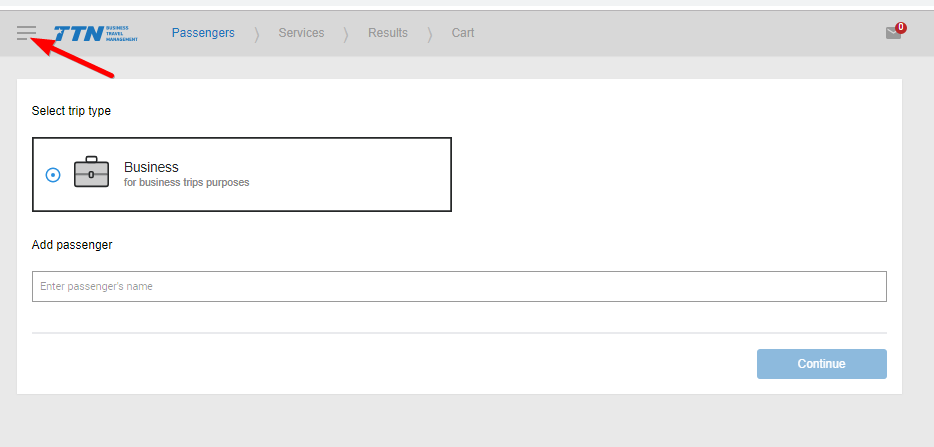 TTN BUSINESS TRAVEL MANAGEMENT Passengers Services Results Cart 0
Select trip type
Business
for business trips purposes
Add passenger
Enter passenger's name
Continue